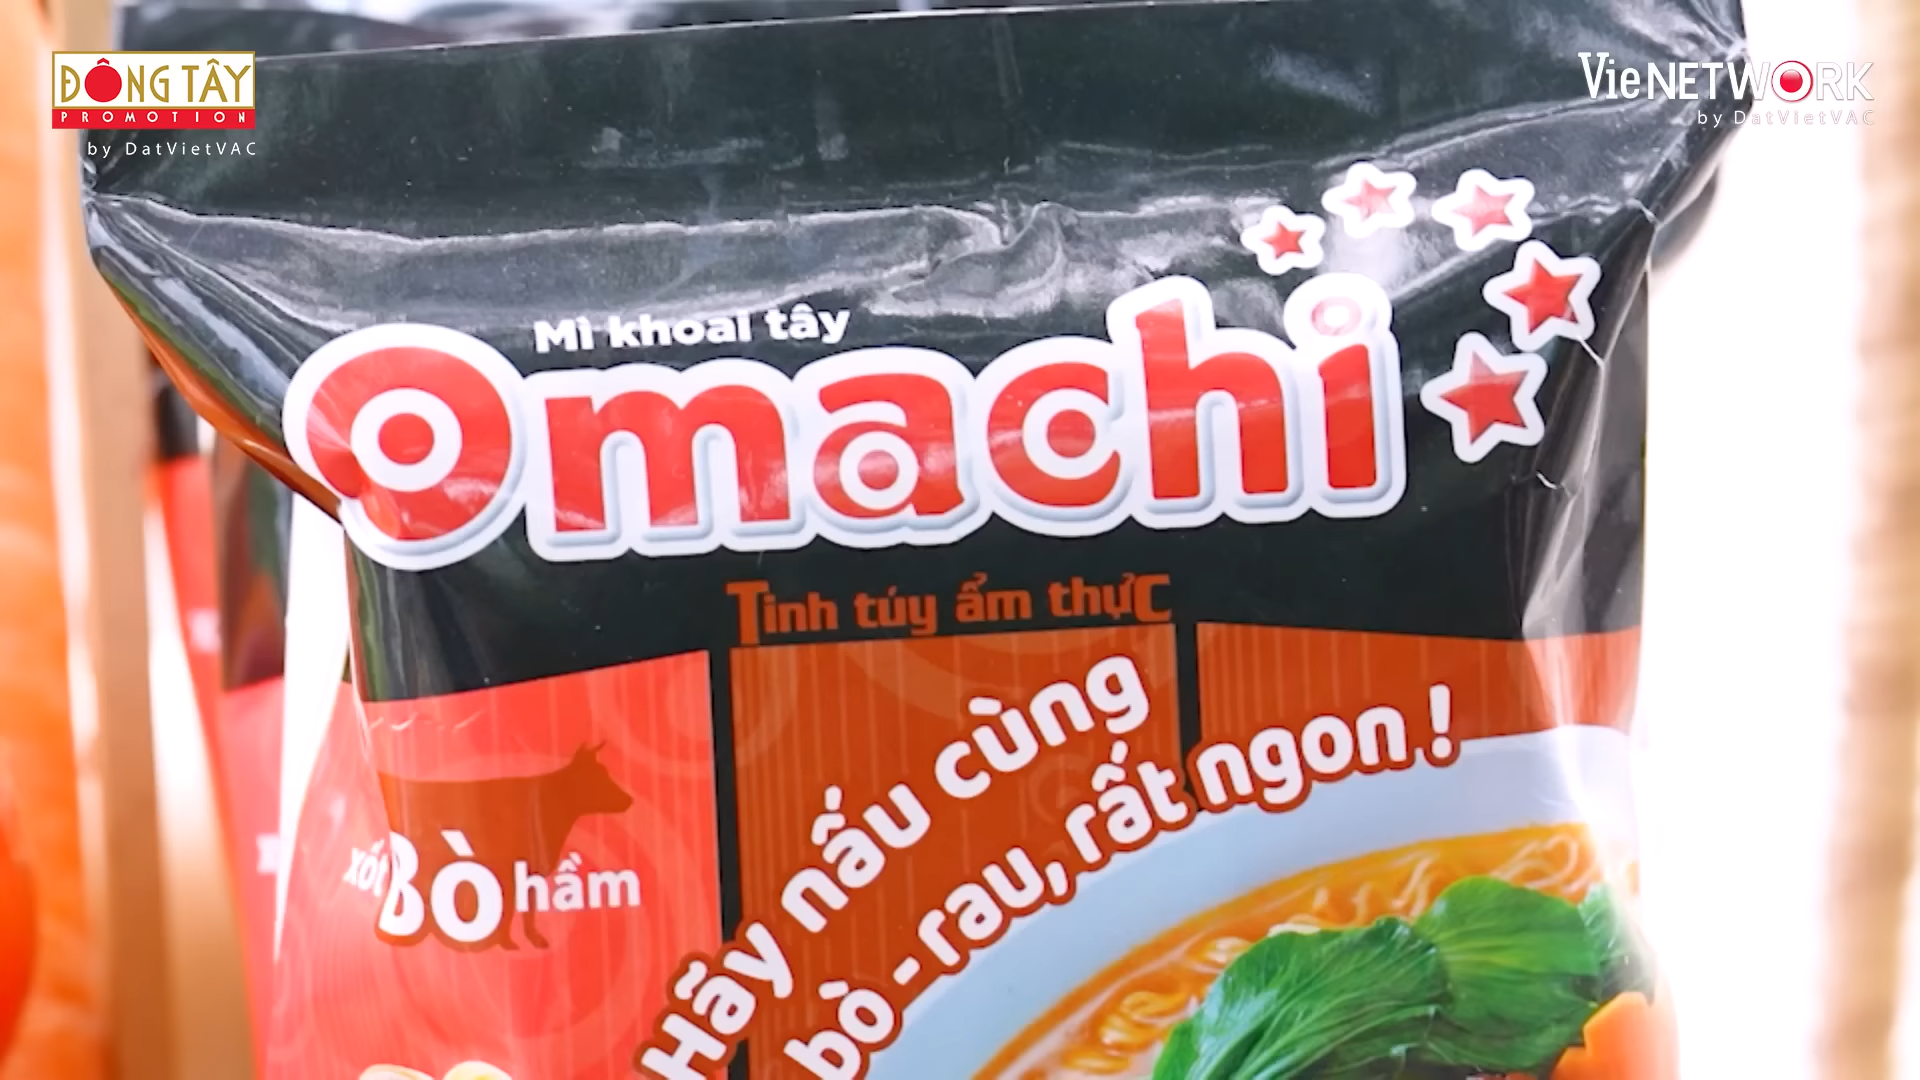 ĐÔNG TÂY
PROMOTION
by DatVietVAC
VieNETWORK
by DatVietVAC
Mì khoai tây
Omachi
Tinh túy ẩm thực
xốt Bò hầm
Hãy nấu cùng
bò - rau, rất ngon !